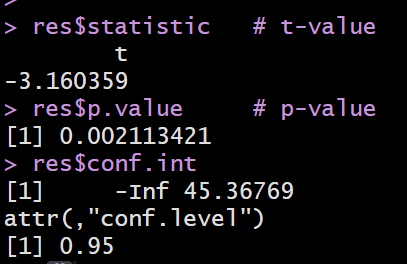 >
> res$statistic   # t-value
        t
-3.160359
> res$p.value     # p-value
[1] 0.002113421
> res$conf.int
[1]     -Inf 45.36769
attr(,"conf.level")
[1] 0.95